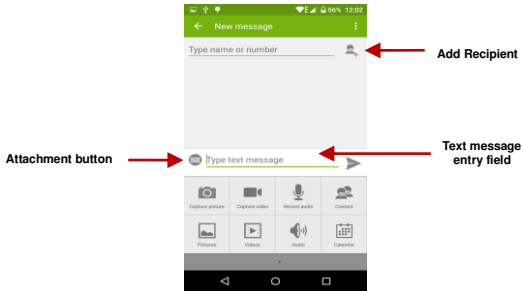 56% 12:02
New message
Type name or number
Add Recipient
Attachment button
Type text message
Text message
entry field
Capture picture
Capture video
Record audio
Contact
Pictures
Videos
Audio
Calendar